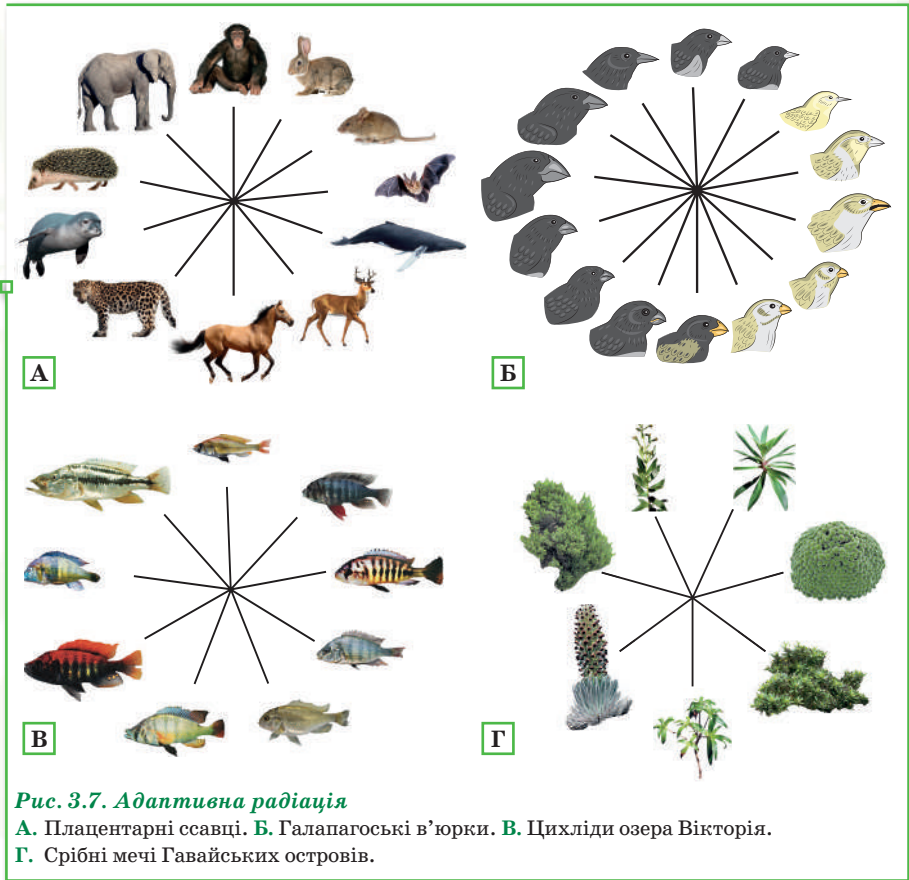 А
Б
В
Г
Рис. 3.7. Адаптивна радіація
А. Плацентарні ссавці. Б. Галапагоські в’юрки. В. Цихліди озера Вікторія.
Г. Срібні мечі Гавайських островів.